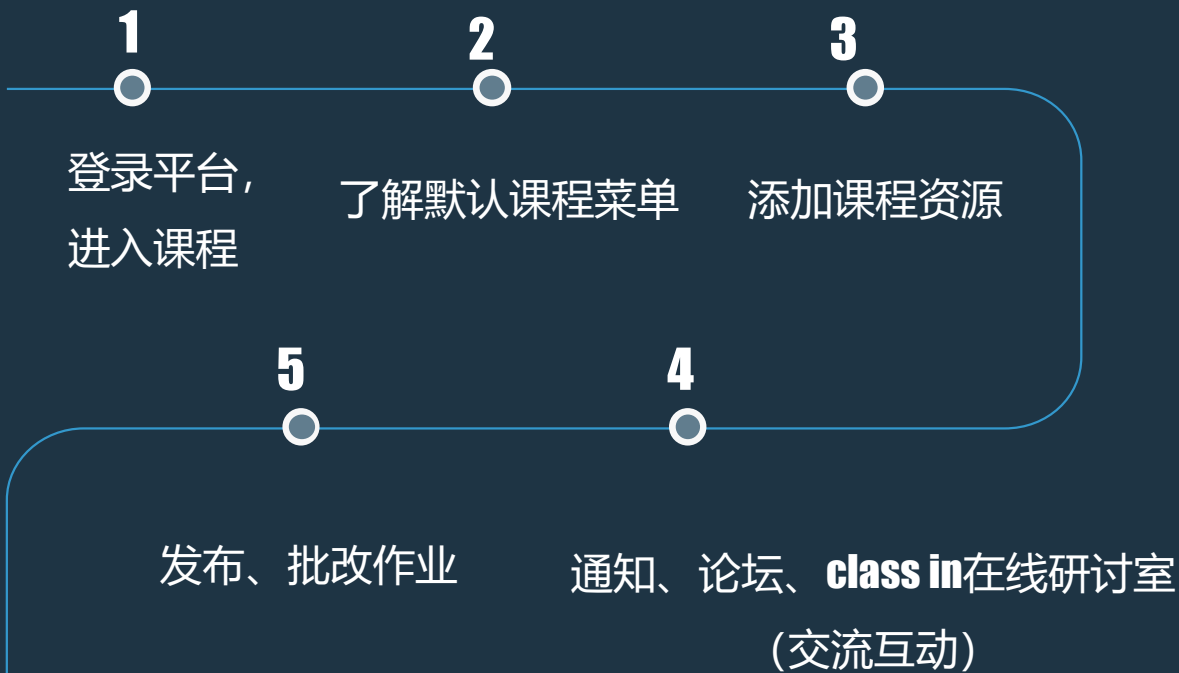 1
登录平台，
进入课程
2
了解默认课程菜单
3
添加课程资源
4
通知、论坛、class in在线研讨室
（交流互动）
5
发布、批改作业